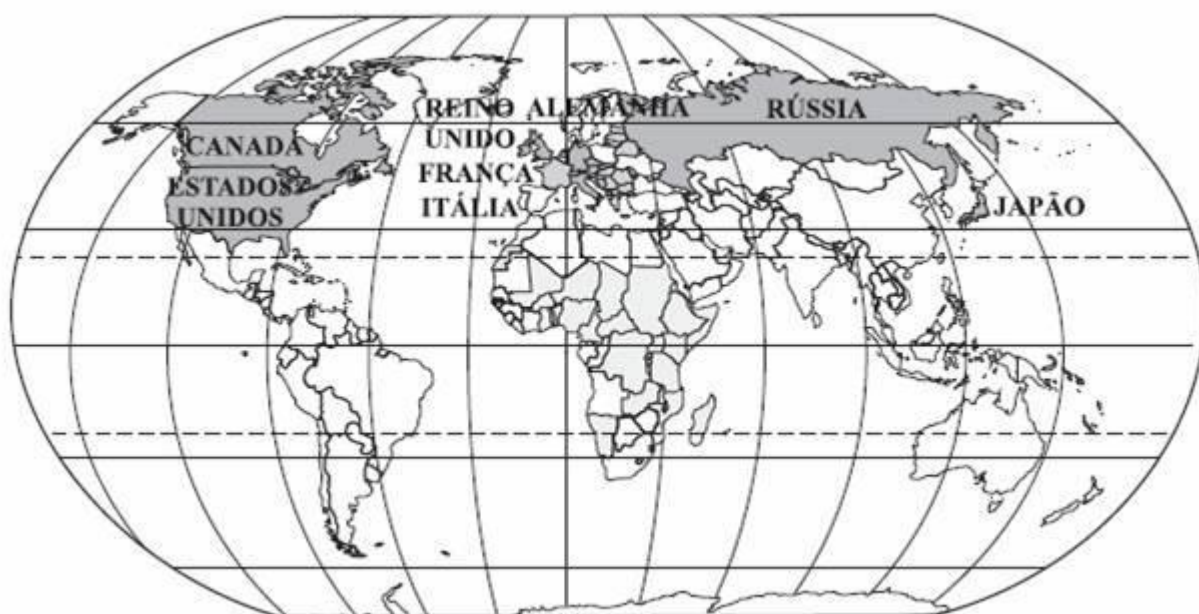 REINO ALEMANHA
UNIDO
FRANÇA
ITÁLIA
RÚSSIA
CANADÁ
ESTADOS
UNIDOS
JAPÃO